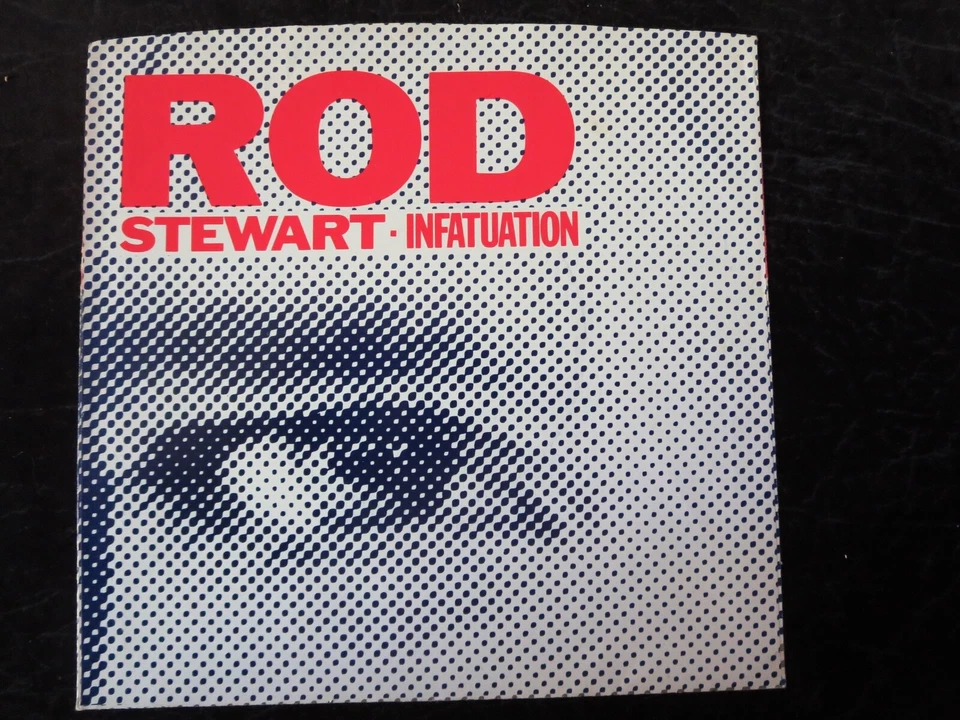 ROD
STEWART · INFATUATION